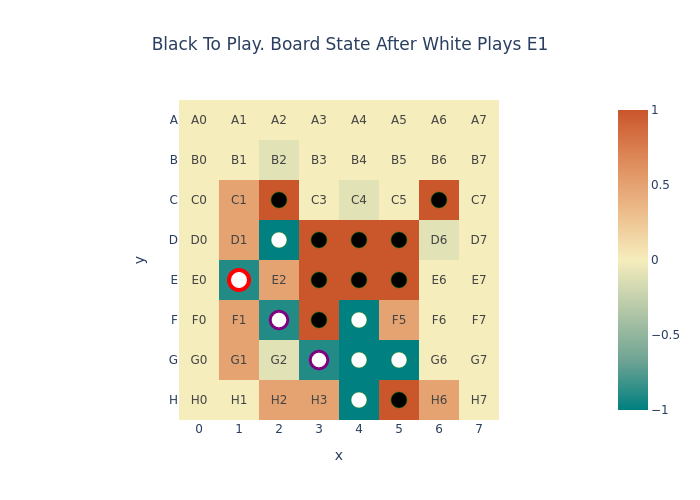 Black To Play. Board State After White Plays E1
A A0 A1 A2 A3 A4 A5 A6 A7
B B0 B1 B2 B3 B4 B5 B6 B7
C C0 C1 C3 C4 C5 C7
D D0 D1 D6 D7
E E0 E2 E6 E7
F F0 F1 F5 F6 F7
G G0 G1 G2 G6 G7
H H0 H1 H2 H3 H6 H7
0 1 2 3 4 5 6 7
x
y
1
0.5
0
−0.5
−1